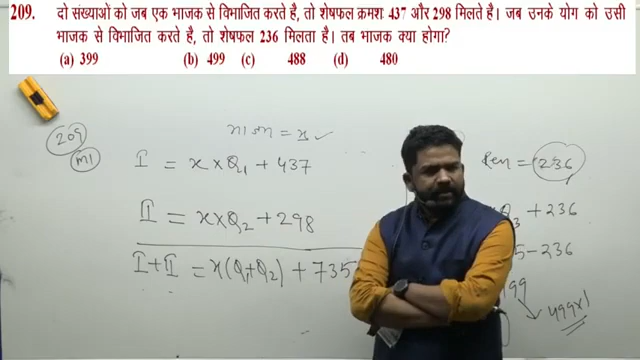 209. दो संख्याओं को जब एक भाजक से विभाजित करते है, तो शेषफल क्रमशः 437 और 298 मिलते है। जब उनके योग को उसी
भाजक से विभाजित करते है, तो शेषफल 236 मिलता है। तब भाजक क्या होगा?
(a) 399 (b) 499 (c) 488 (d) 480
209
M1
I = x × Q₁ + 437
II = x × Q₂ + 298
I + II = x(Q₁+Q₂) + 735
Rem = 236
Q₃ + 236
5 - 236
499×1